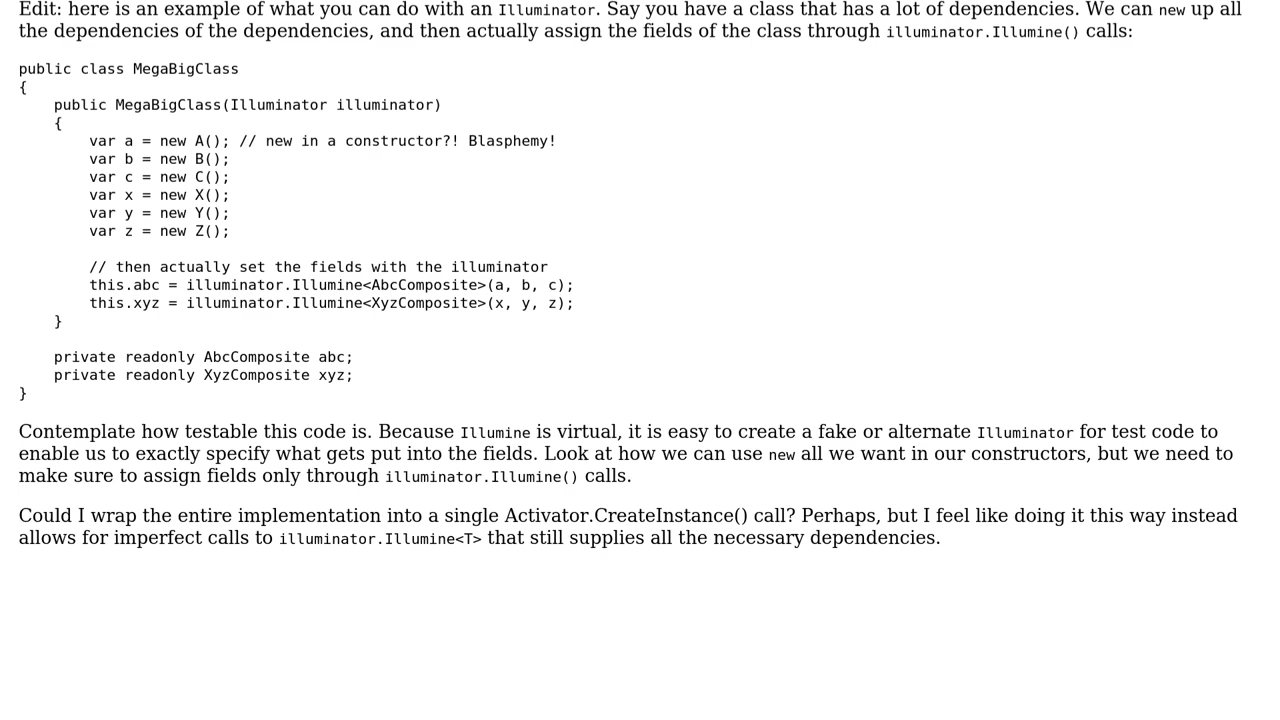 Edit: here is an example of what you can do with an Illuminator. Say you have a class that has a lot of dependencies. We can new up all
the dependencies of the dependencies, and then actually assign the fields of the class through illuminator.Illumine() calls:
public class MegaBigClass
{
    public MegaBigClass(Illuminator illuminator)
    {
        var a = new A(); // new in a constructor?! Blasphemy!
        var b = new B();
        var c = new C();
        var x = new X();
        var y = new Y();
        var z = new Z();
        // then actually set the fields with the illuminator
        this.abc = illuminator.Illumine<AbcComposite>(a, b, c);
        this.xyz = illuminator.Illumine<XyzComposite>(x, y, z);
    }
    private readonly AbcComposite abc;
    private readonly XyzComposite xyz;
}
Contemplate how testable this code is. Because Illumine is virtual, it is easy to create a fake or alternate Illuminator for test code to
enable us to exactly specify what gets put into the fields. Look at how we can use new all we want in our constructors, but we need to
make sure to assign fields only through illuminator.Illumine() calls.
Could I wrap the entire implementation into a single Activator.CreateInstance() call? Perhaps, but I feel like doing it this way instead
allows for imperfect calls to illuminator.Illumine<T> that still supplies all the necessary dependencies.